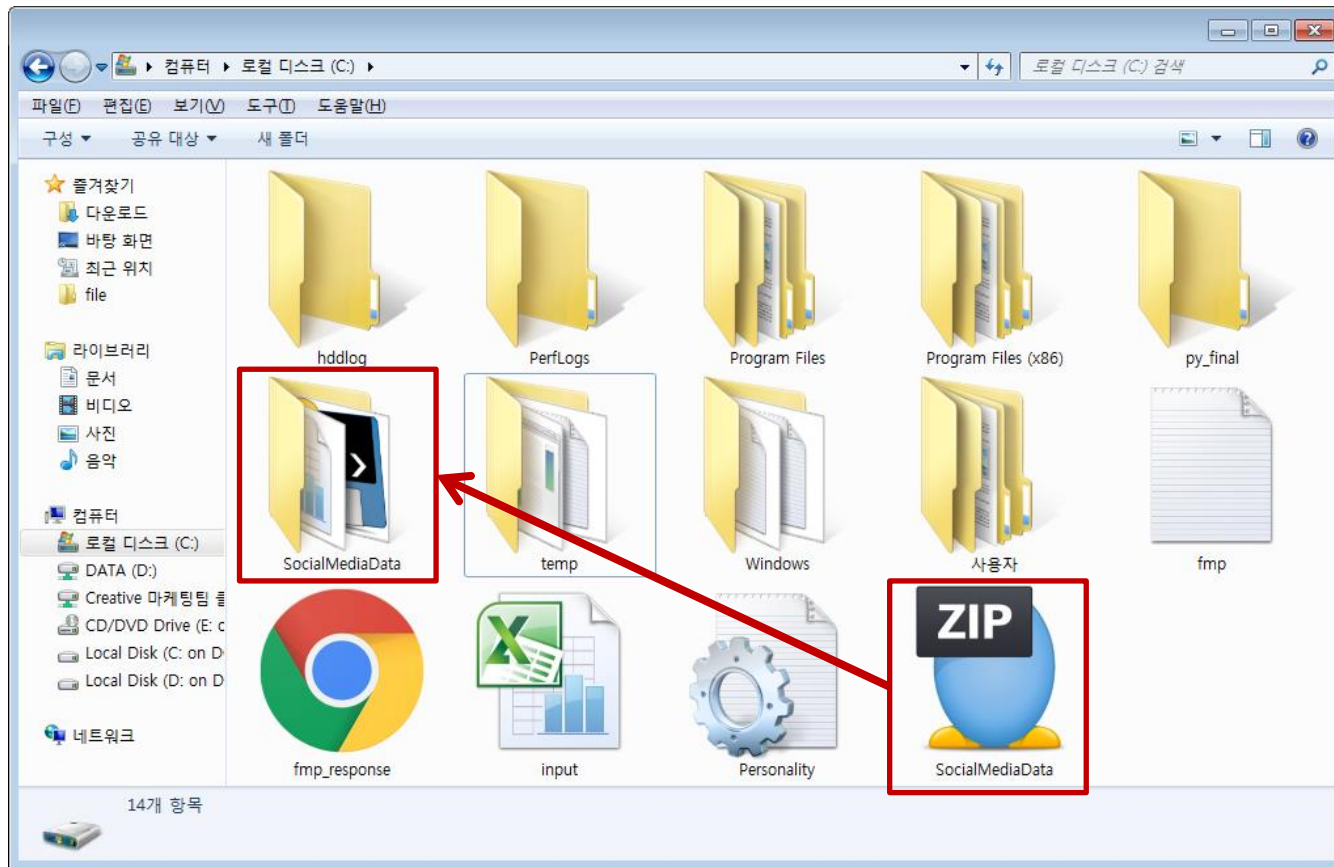 컴퓨터 ▸ 로컬 디스크 (C:) ▸
로컬 디스크 (C:) 검색
파일(F) 편집(E) 보기(V) 도구(T) 도움말(H)
구성 공유 대상 새 폴더
즐겨찾기
다운로드
바탕 화면
최근 위치
file
라이브러리
문서
비디오
사진
음악
컴퓨터
로컬 디스크 (C:)
DATA (D:)
Creative 마케팅팀
CD/DVD Drive (E:
Local Disk (C: on
Local Disk (D: on D
네트워크
hddlog PerfLogs Program Files Program Files (x86) py_final
SocialMediaData temp Windows 사용자 fmp
ZIP
fmp_response input Personality SocialMediaData
14개 항목